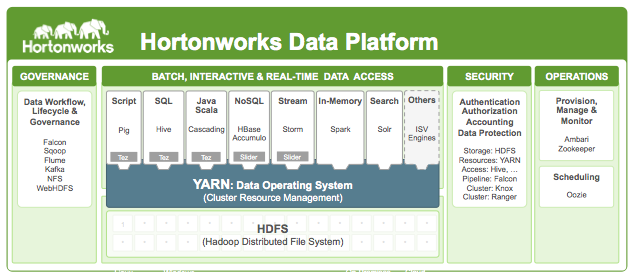 Hortonworks
Hortonworks Data Platform
GOVERNANCE
Data Workflow,
Lifecycle &
Governance
Falcon
Sqoop
Flume
Kafka
NFS
WebHDFS
BATCH, INTERACTIVE & REAL-TIME DATA ACCESS
Script
Pig
Tez
SQL
Hive
Tez
Java
Scala
Cascading
Tez
NoSQL
HBase
Accumulo
Slider
Stream
Storm
Slider
In-Memory
Spark
Search
Solr
Others
ISV
Engines
YARN: Data Operating System
(Cluster Resource Management)
HDFS
(Hadoop Distributed File System)
SECURITY
Authentication
Authorization
Accounting
Data Protection
Storage: HDFS
Resources: YARN
Access: Hive, ...
Pipeline: Falcon
Cluster: Knox
Cluster: Ranger
OPERATIONS
Provision,
Manage &
Monitor
Ambari
Zookeeper
Scheduling
Oozie